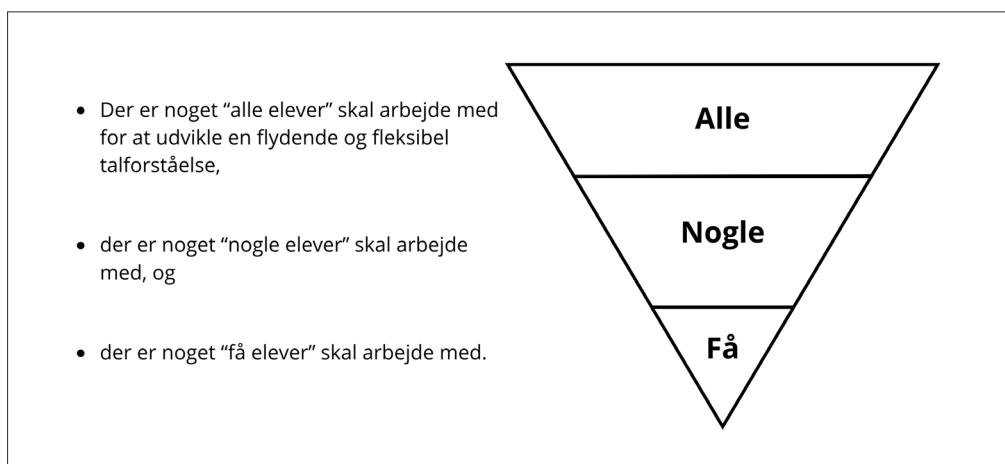 • Der er noget “alle elever” skal arbejde med
for at udvikle en flydende og fleksibel
talforståelse,
• der er noget “nogle elever” skal arbejde
med, og
• der er noget “få elever” skal arbejde med.
Alle
Nogle
Få